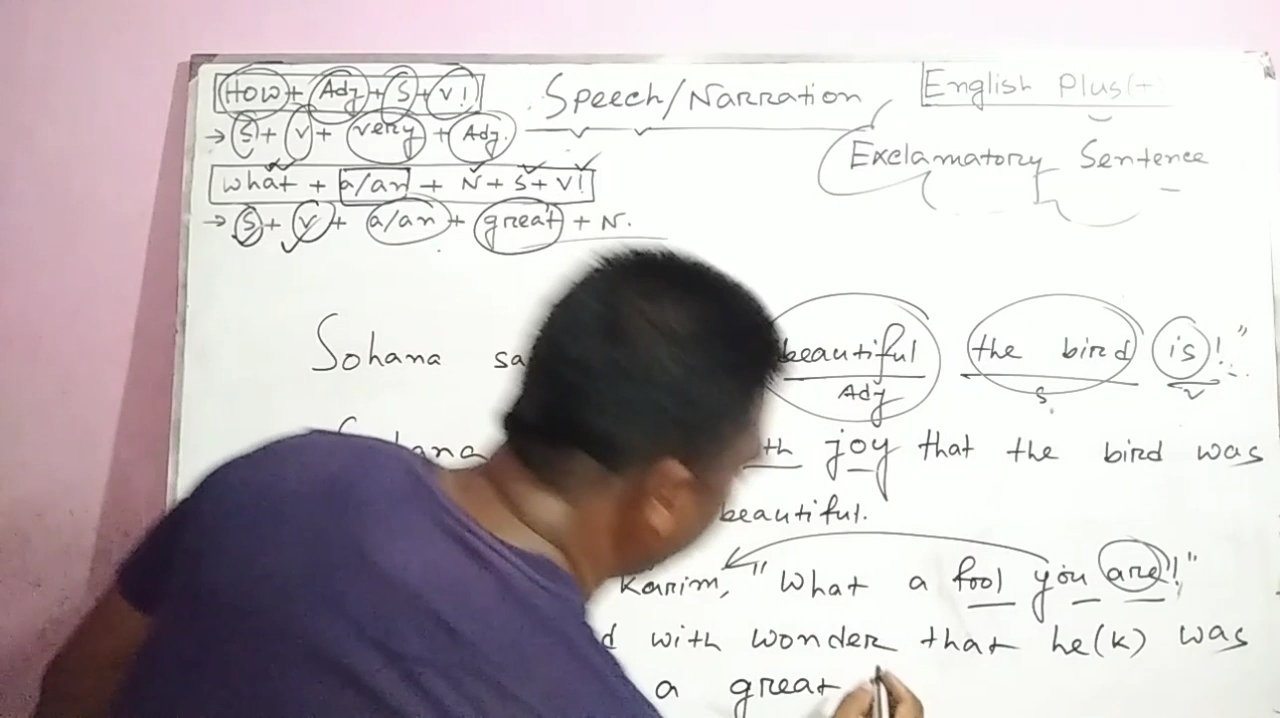 How + Adj + S + V! Speech/Narration English Plus(+)
→ S + V + very + Adj. Exclamatory Sentence
What + a/an + N + S + V!
→ S + V + a/an + great + N.
Sohana beautiful the bird is!"
Adj S V
joy that the bird was
beautiful.
Karim, "What a fool you are!"
with wonder that he(k) was
a great